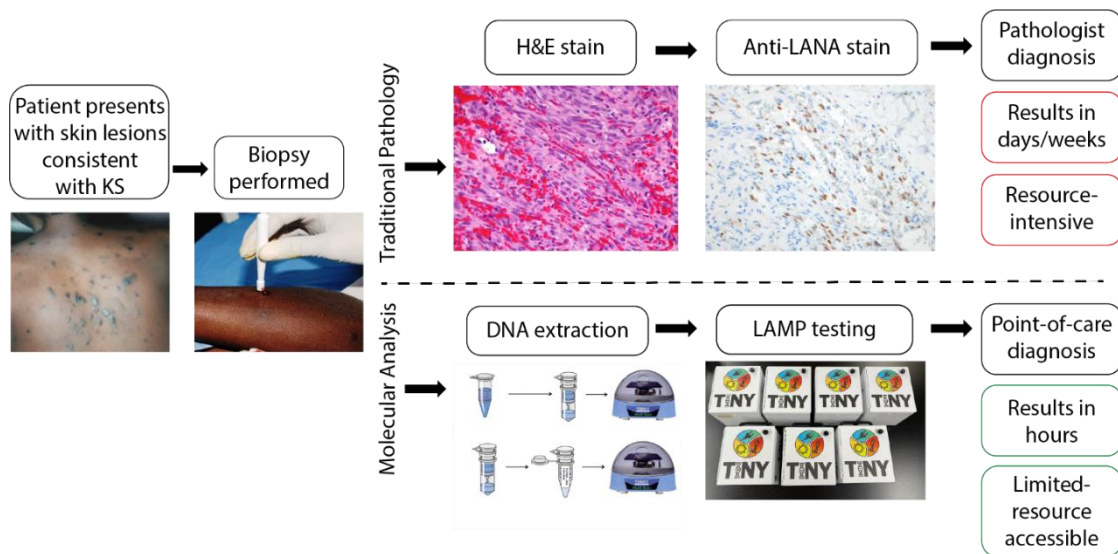 Patient presents
with skin lesions
consistent
with KS
Biopsy
performed
Traditional Pathology
H&E stain
Anti-LANA stain
Pathologist
diagnosis
Results in
days/weeks
Resource-
intensive
Molecular Analysis
DNA extraction
LAMP testing
TINY
TINY
TINY
TINY
TINY
TINY
TINY
Point-of-care
diagnosis
Results in
hours
Limited-
resource
accessible